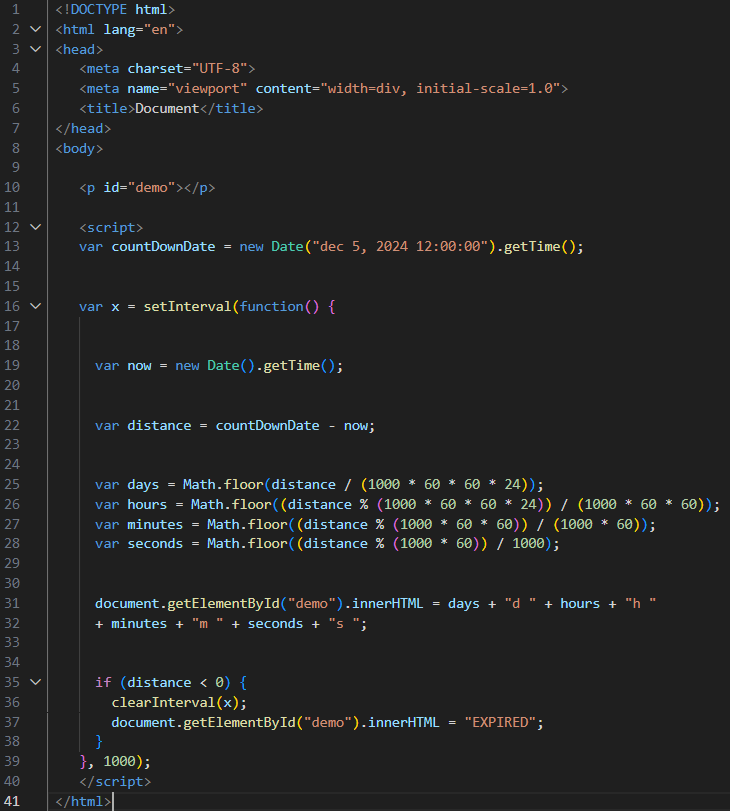 1 <!DOCTYPE html>
2 <html lang="en">
3 <head>
4 <meta charset="UTF-8">
5 <meta name="viewport" content="width=div, initial-scale=1.0">
6 <title>Document</title>
7 </head>
8 <body>
9
10 <p id="demo"></p>
11
12 <script>
13 var countDownDate = new Date("dec 5, 2024 12:00:00").getTime();
14
15
16 var x = setInterval(function() {
17
18
19 var now = new Date().getTime();
20
21
22 var distance = countDownDate - now;
23
24
25 var days = Math.floor(distance / (1000 * 60 * 60 * 24));
26 var hours = Math.floor((distance % (1000 * 60 * 60 * 24)) / (1000 * 60 * 60));
27 var minutes = Math.floor((distance % (1000 * 60 * 60)) / (1000 * 60));
28 var seconds = Math.floor((distance % (1000 * 60)) / 1000);
29
30
31 document.getElementById("demo").innerHTML = days + "d " + hours + "h "
32 + minutes + "m " + seconds + "s ";
33
34
35 if (distance < 0) {
36 clearInterval(x);
37 document.getElementById("demo").innerHTML = "EXPIRED";
38 }
39 }, 1000);
40 </script>
41 </html>